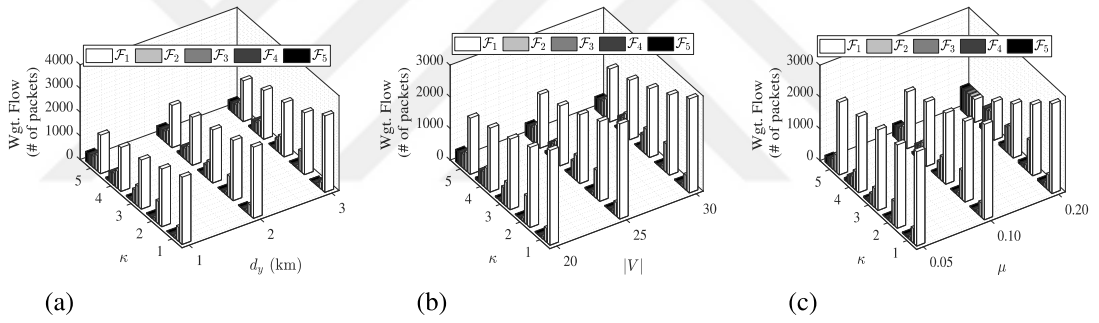 F₁ F₂ F₃ F₄ F₅
Wgt. Flow
(# of packets)
4000
3000
2000
1000
0
5
4
3
2
1
κ
1
2
3
d_y (km)
(a)
F₁ F₂ F₃ F₄ F₅
Wgt. Flow
(# of packets)
3000
2000
1000
0
5
4
3
2
1
κ
20
25
30
|V|
(b)
F₁ F₂ F₃ F₄ F₅
Wgt. Flow
(# of packets)
3000
2000
1000
0
5
4
3
2
1
κ
0.05
0.10
0.20
μ
(c)